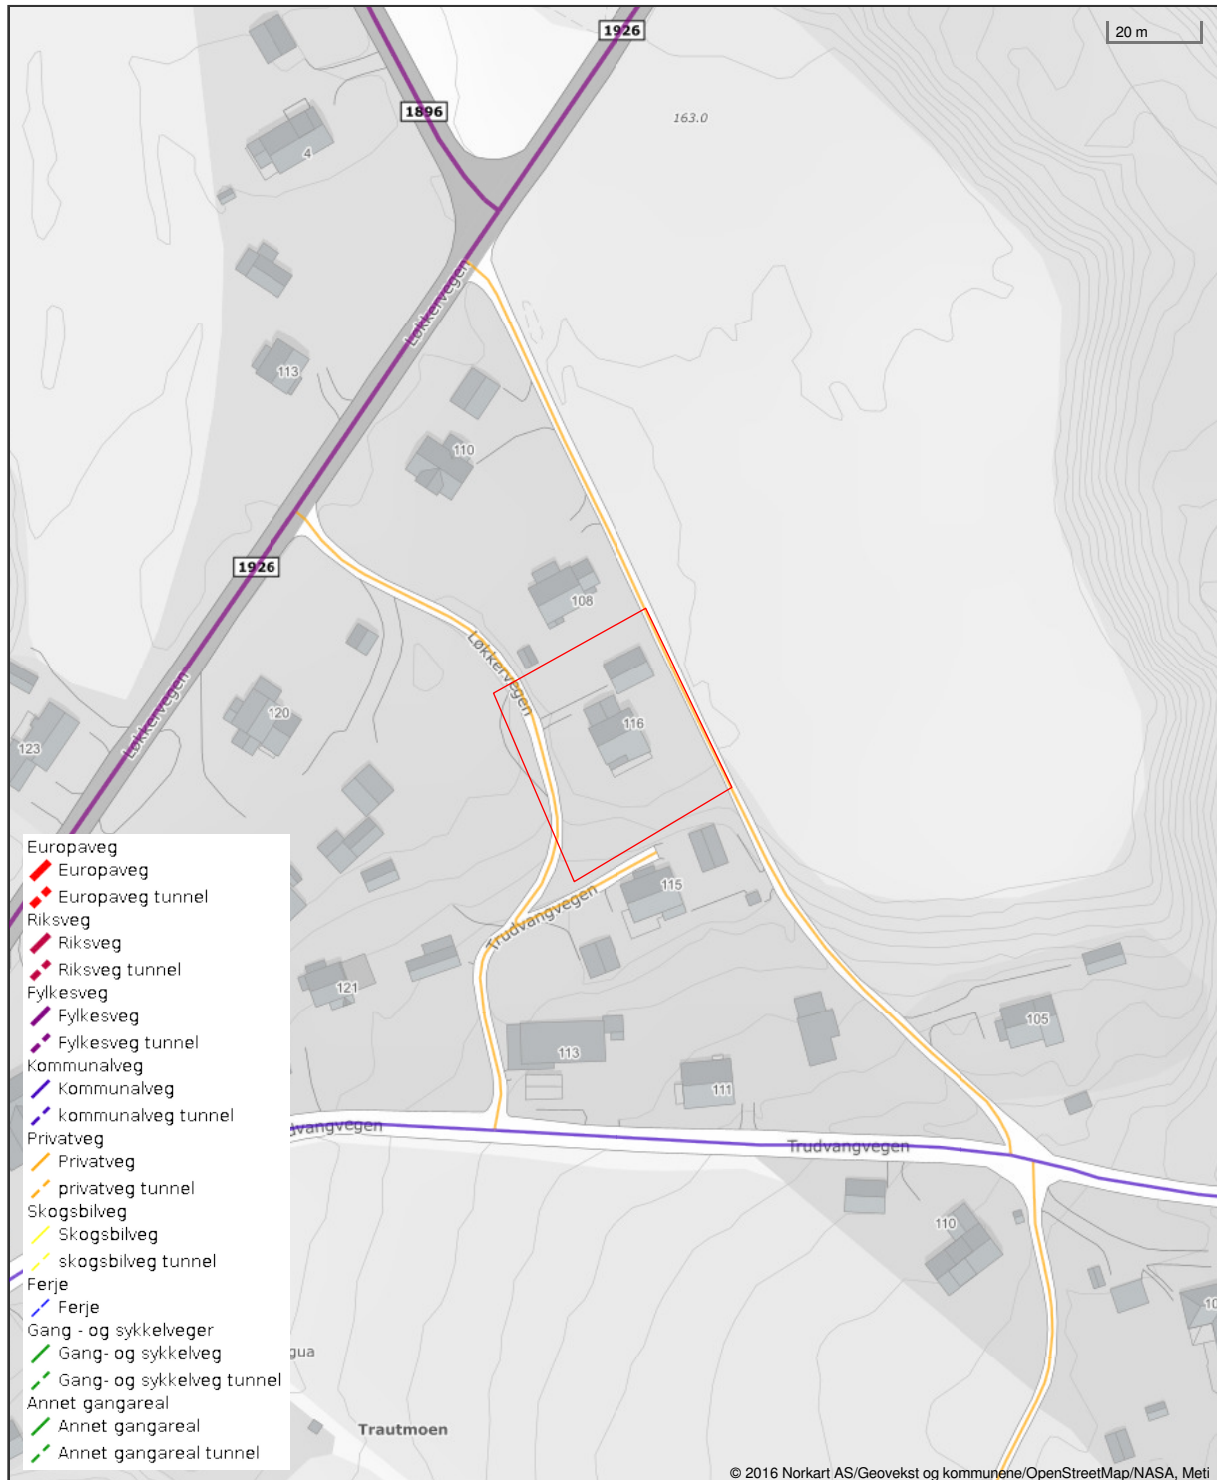 1926
20 m
1896
163.0
4
Løkkervegen
113
110
1926
108
Løkkervegen
116
120
Løkkervegen
123
115
Trudvangvegen
121
105
113
111
dvangvegen
Trudvangvegen
110
10
gua
Trautmoen
Europaveg
Europaveg
Europaveg tunnel
Riksveg
Riksveg
Riksveg tunnel
Fylkesveg
Fylkesveg
Fylkesveg tunnel
Kommunalveg
Kommunalveg
kommunalveg tunnel
Privatveg
Privatveg
privatveg tunnel
Skogsbilveg
Skogsbilveg
skogsbilveg tunnel
Ferje
Ferje
Gang - og sykkelveger
Gang- og sykkelveg
Gang- og sykkelveg tunnel
Annet gangareal
Annet gangareal
Annet gangareal tunnel
© 2016 Norkart AS/Geovekst og kommunene/OpenStreetMap/NASA, Meti